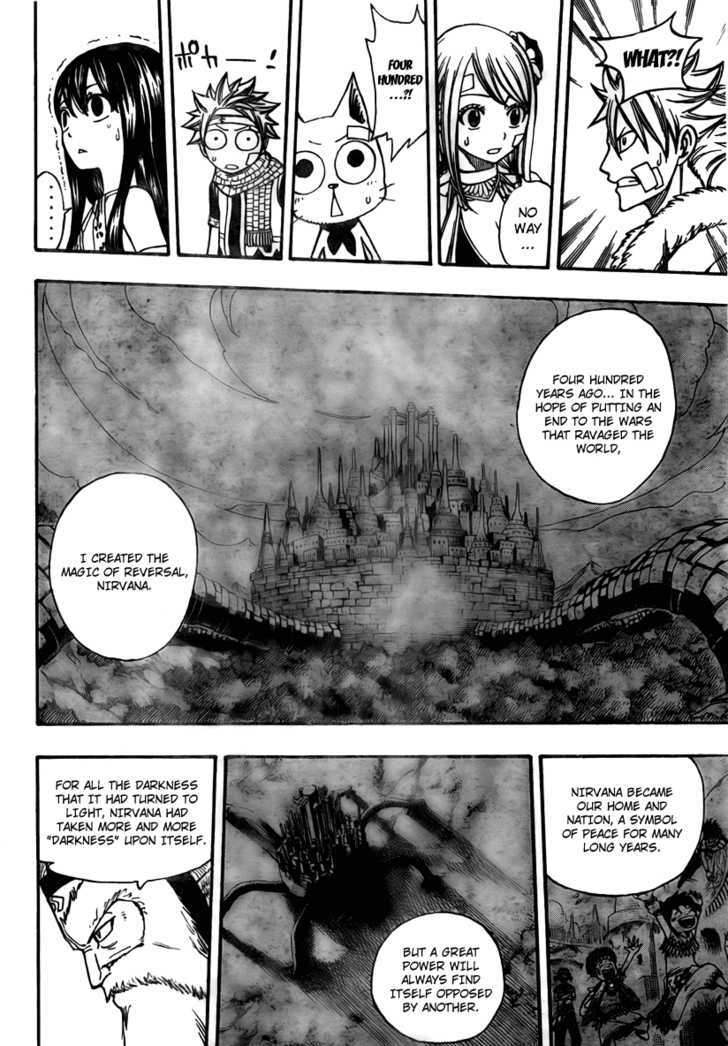 WHAT?!
NO
WAY
...
FOUR
HUNDRED
...?!
ポカーン!
......
FOUR HUNDRED
YEARS AGO... IN THE
HOPE OF PUTTING AN
END TO THE WARS
THAT RAVAGED THE
WORLD,
I CREATED THE
MAGIC OF REVERSAL,
NIRVANA.
NIRVANA BECAME
OUR HOME AND
NATION, A SYMBOL
OF PEACE FOR MANY
LONG YEARS.
BUT A GREAT
POWER WILL
ALWAYS FIND
ITSELF OPPOSED
BY ANOTHER.
FOR ALL THE DARKNESS
THAT IT HAD TURNED TO
LIGHT, NIRVANA HAD
TAKEN MORE AND MORE
"DARKNESS" UPON ITSELF.